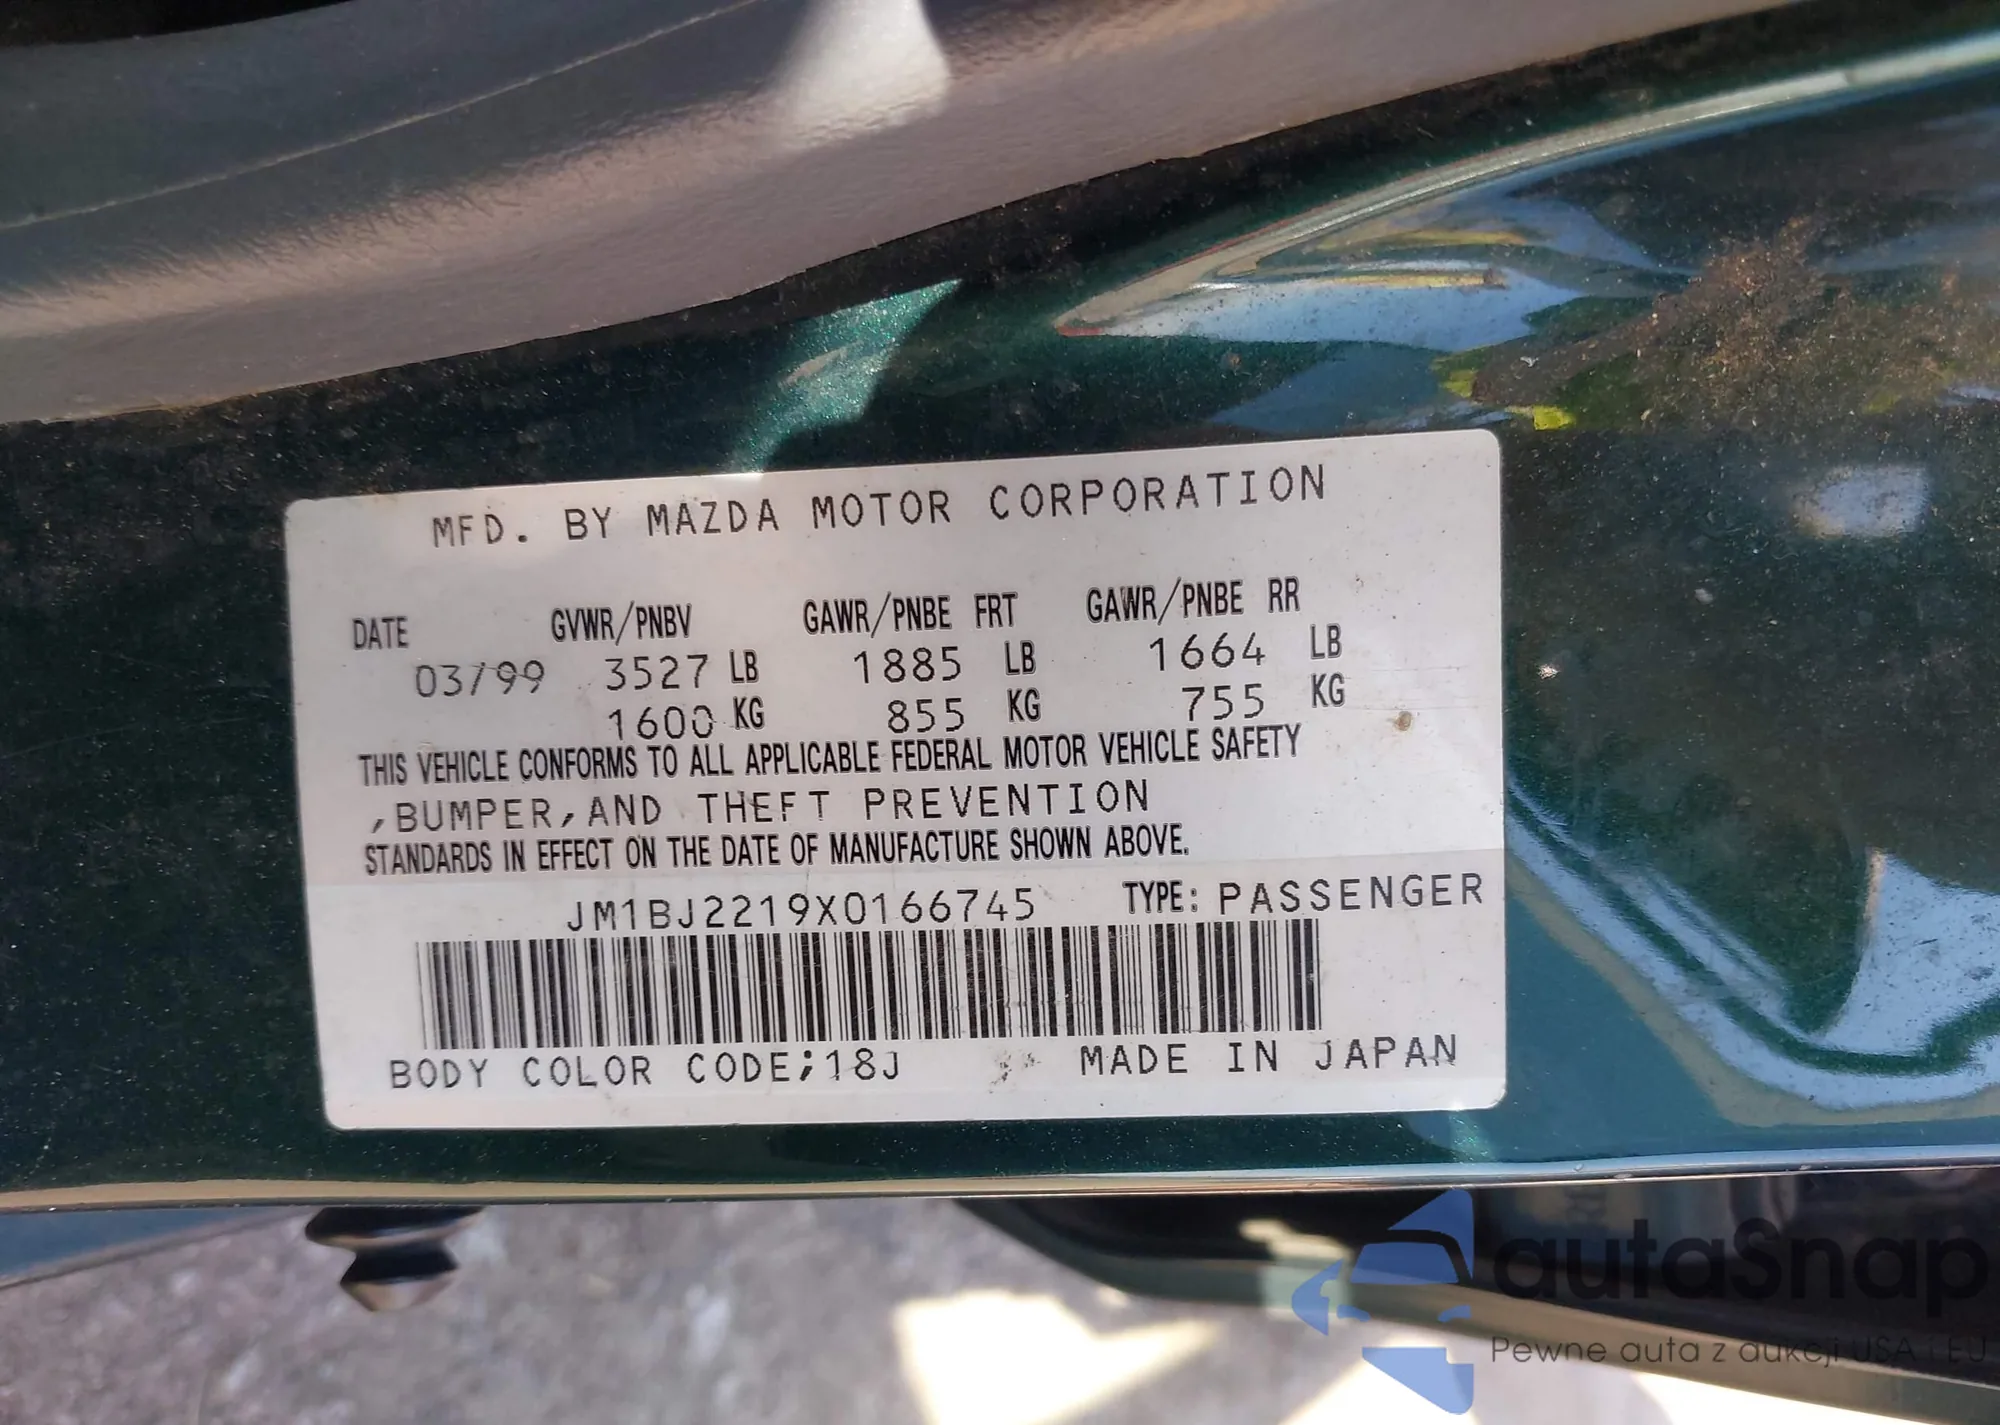 MFD. BY MAZDA MOTOR CORPORATION
DATE GVWR/PNBV GAWR/PNBE FRT GAWR/PNBE RR
03/99 3527 LB 1885 LB 1664 LB
1600 KG 855 KG 755 KG
THIS VEHICLE CONFORMS TO ALL APPLICABLE FEDERAL MOTOR VEHICLE SAFETY
,BUMPER,AND THEFT PREVENTION
STANDARDS IN EFFECT ON THE DATE OF MANUFACTURE SHOWN ABOVE.
JM1BJ2219X0166745 TYPE: PASSENGER
BODY COLOR CODE;18J MADE IN JAPAN
autaSnap
Pewne auta z aukcji USA i EU